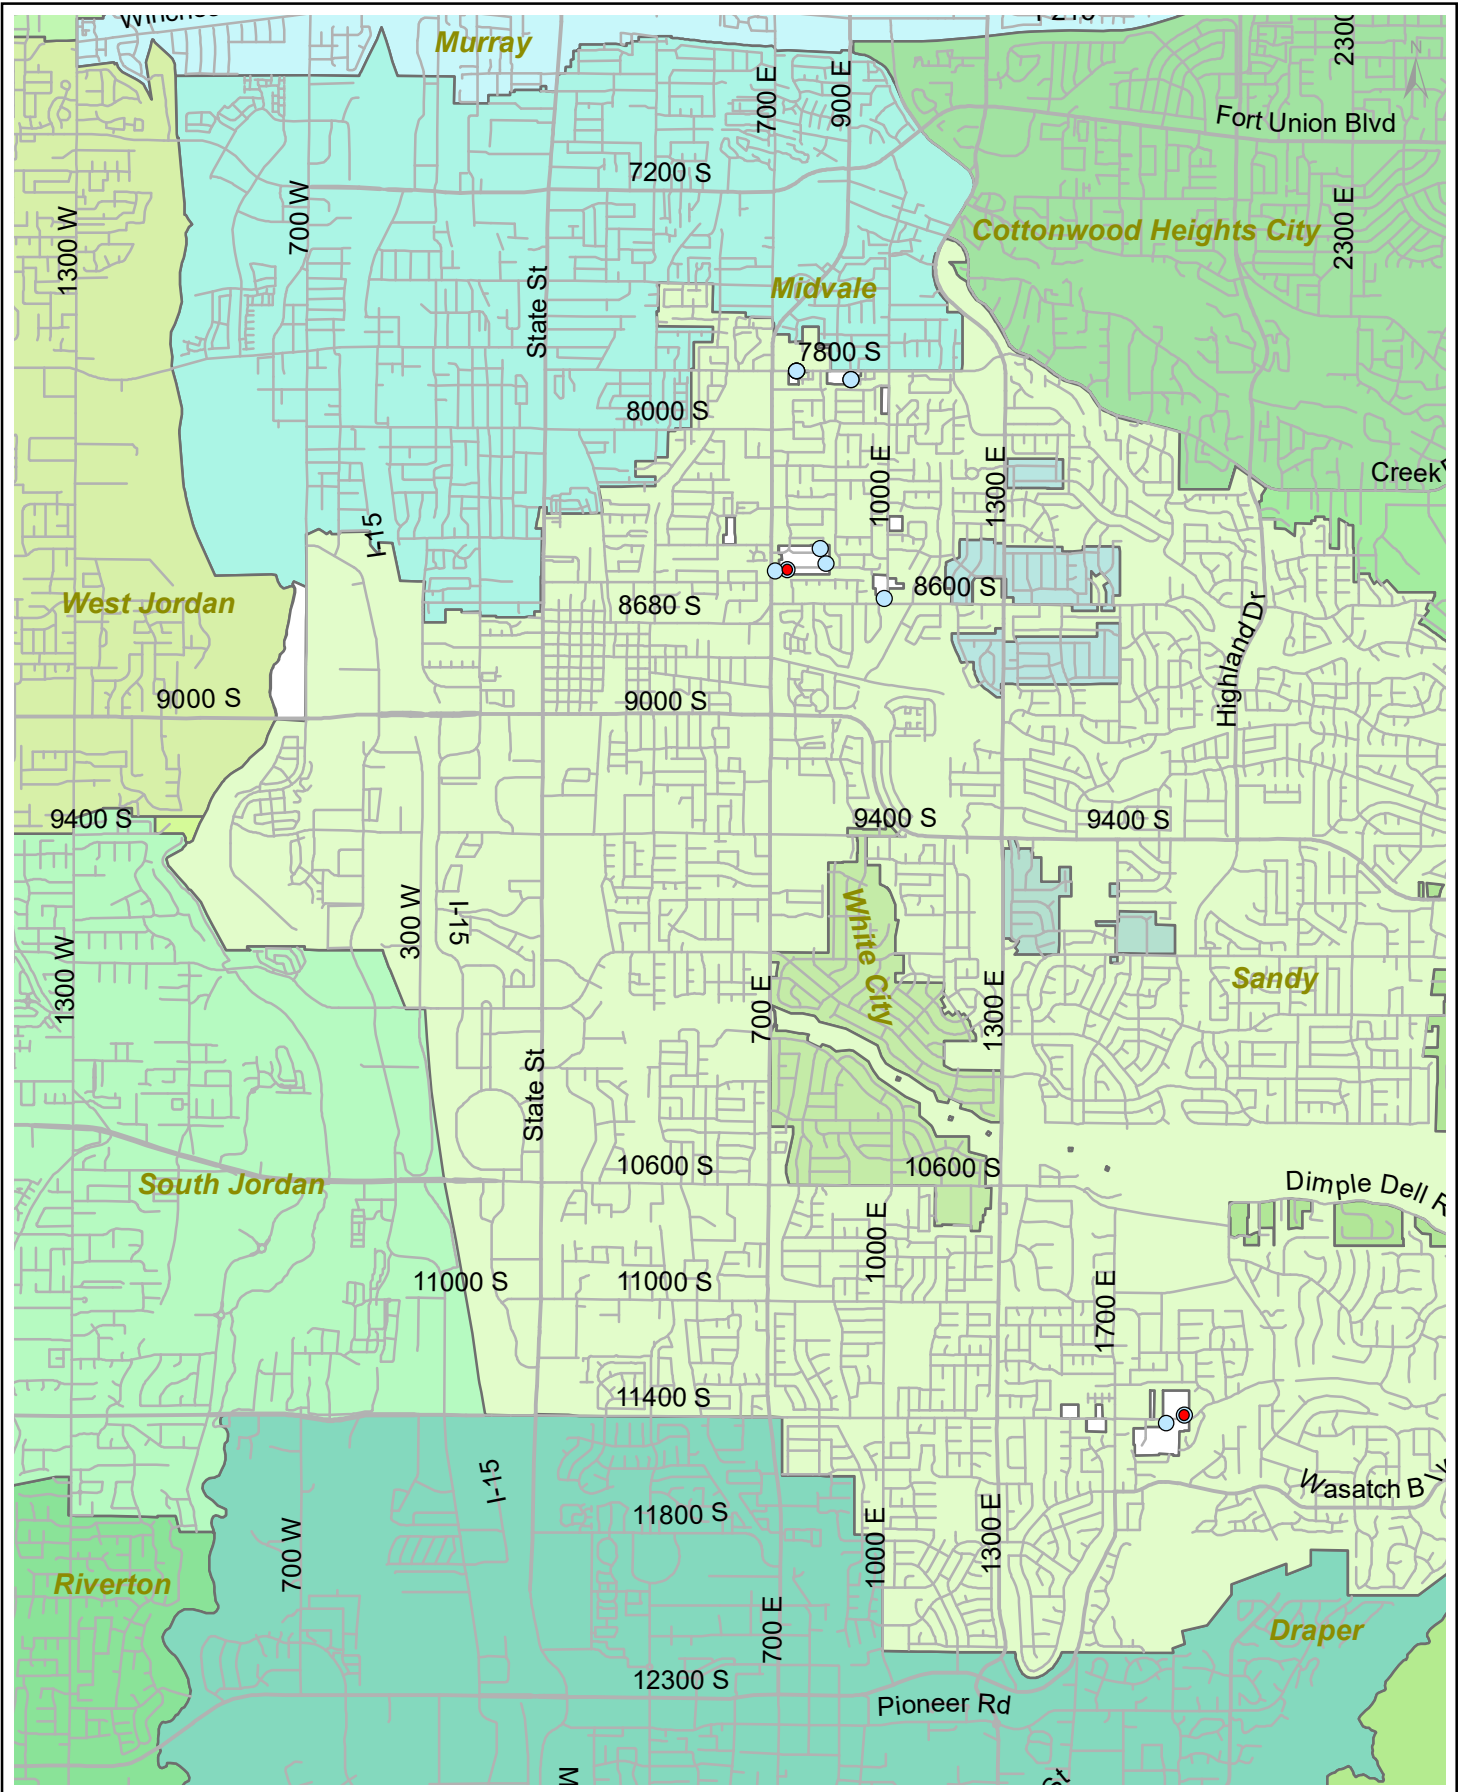 Murray
700 E
900 E
2300
N
Fort Union Blvd
7200 S
1300 W
700 W
2300 E
Cottonwood Heights City
State St
Midvale
7800 S
8000 S
1000 E
1300 E
Creek
I-15
West Jordan
8680 S
8600 S
Highland Dr
9000 S
9000 S
9400 S
9400 S
9400 S
300 W
I-15
White City
1300 W
700 E
1300 E
Sandy
State St
10600 S
10600 S
South Jordan
Dimple Dell R
1000 E
11000 S
11000 S
1700 E
11400 S
I-15
Wasatch Blv
11800 S
700 W
1000 E
1300 E
Riverton
700 E
Draper
12300 S
Pioneer Rd
M
St